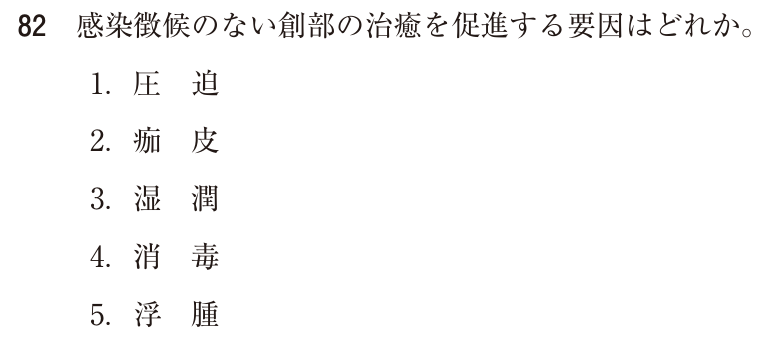 82 感染徴候のない創部の治癒を促進する要因はどれか。
1. 圧 迫
2. 痂 皮
3. 湿 潤
4. 消 毒
5. 浮 腫